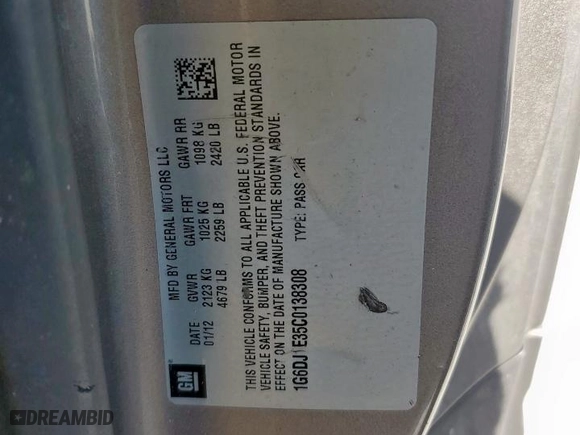 GM
MFD BY GENERAL MOTORS LLC
DATE GVWR GAWR FRT GAWR RR
01/12 2123 KG 1025 KG 1098 KG
4679 LB 2259 LB 2420 LB
THIS VEHICLE CONFORMS TO ALL APPLICABLE U.S. FEDERAL MOTOR
VEHICLE SAFETY, BUMPER, AND THEFT PREVENTION STANDARDS IN
EFFECT ON THE DATE OF MANUFACTURE SHOWN ABOVE.
1G6DJ1E35C0138308 TYPE: PASS CAR
DREAMBID